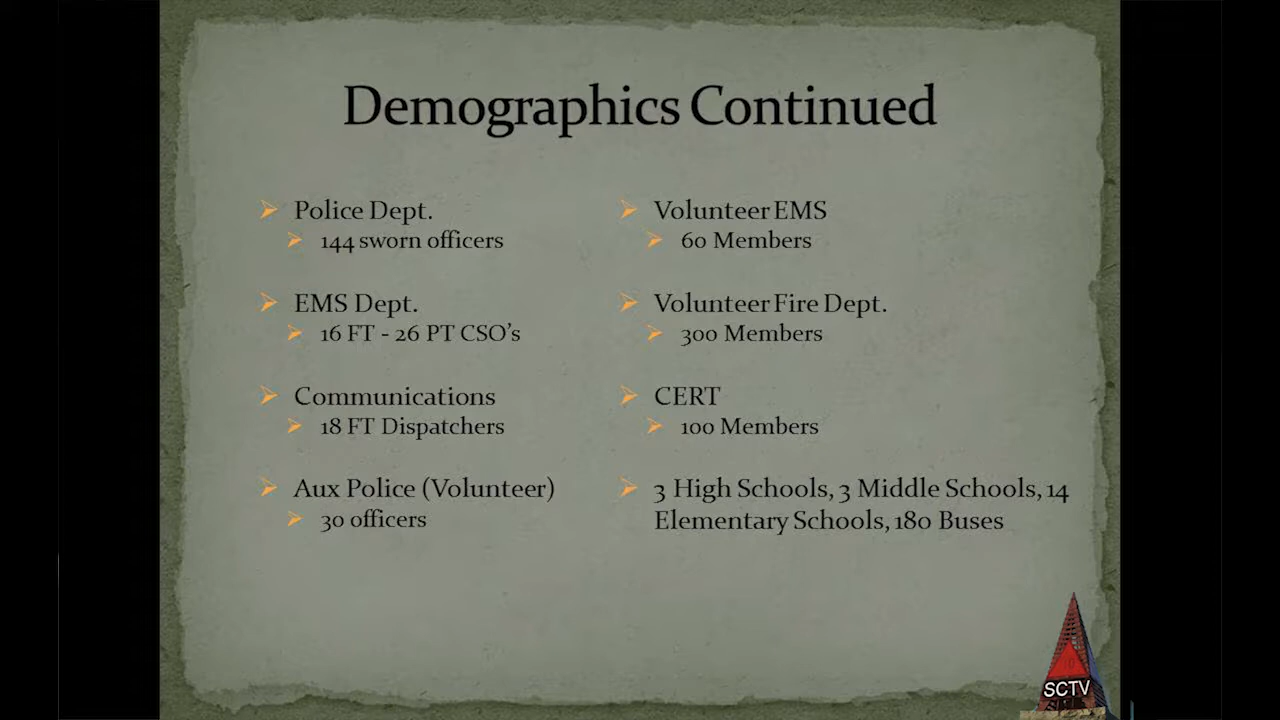 Demographics Continued
Police Dept.
144 sworn officers
EMS Dept.
16 FT - 26 PT CSO's
Communications
18 FT Dispatchers
Aux Police (Volunteer)
30 officers
Volunteer EMS
60 Members
Volunteer Fire Dept.
300 Members
CERT
100 Members
3 High Schools, 3 Middle Schools, 14
Elementary Schools, 180 Buses
SCTV